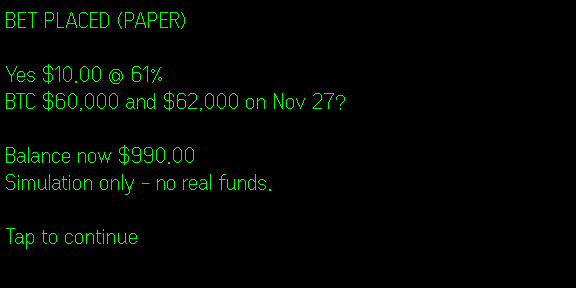 BET PLACED (PAPER)
Yes $10.00 @ 61%
BTC $60,000 and $62,000 on Nov 27?
Balance now $990.00
Simulation only - no real funds.
Tap to continue